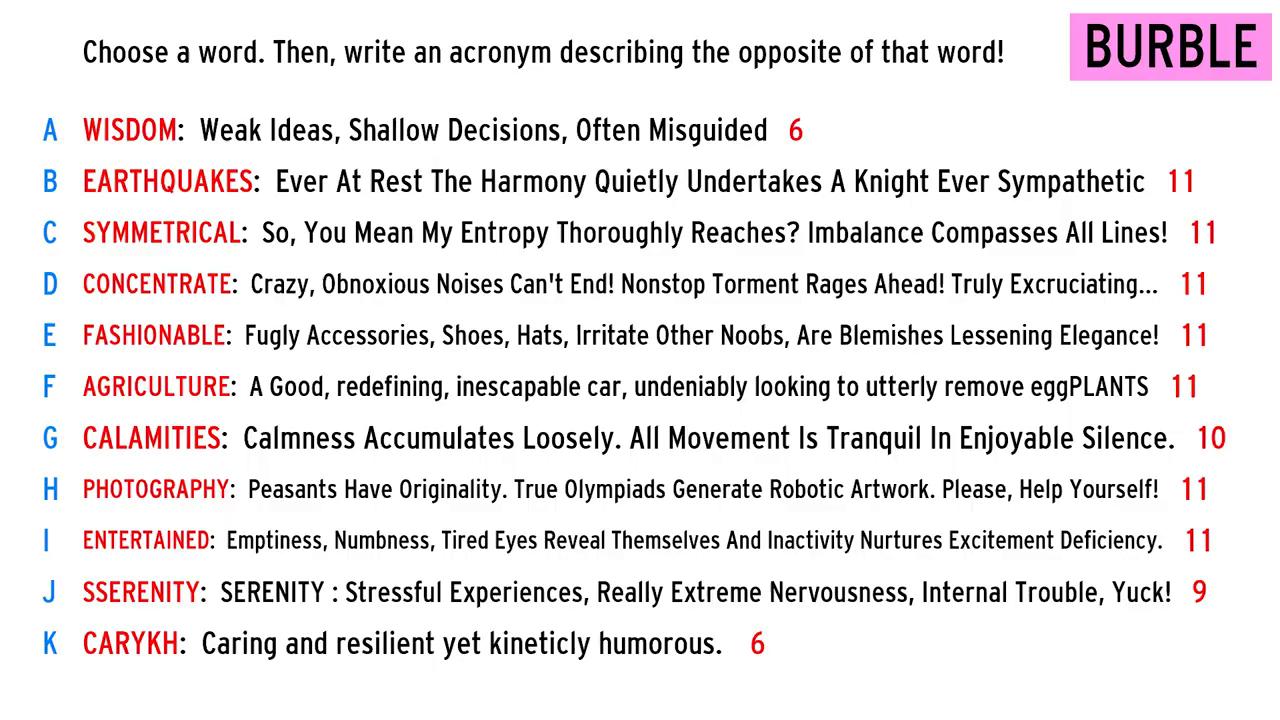 Choose a word. Then, write an acronym describing the opposite of that word!
BURBLE
A WISDOM: Weak Ideas, Shallow Decisions, Often Misguided 6
B EARTHQUAKES: Ever At Rest The Harmony Quietly Undertakes A Knight Ever Sympathetic 11
C SYMMETRICAL: So, You Mean My Entropy Thoroughly Reaches? Imbalance Compasses All Lines! 11
D CONCENTRATE: Crazy, Obnoxious Noises Can't End! Nonstop Torment Rages Ahead! Truly Excruciating... 11
E FASHIONABLE: Fugly Accessories, Shoes, Hats, Irritate Other Noobs, Are Blemishes Lessening Elegance! 11
F AGRICULTURE: A Good, redefining, inescapable car, undeniably looking to utterly remove eggPLANTS 11
G CALAMITIES: Calmness Accumulates Loosely. All Movement Is Tranquil In Enjoyable Silence. 10
H PHOTOGRAPHY: Peasants Have Originality. True Olympiads Generate Robotic Artwork. Please, Help Yourself! 11
I ENTERTAINED: Emptiness, Numbness, Tired Eyes Reveal Themselves And Inactivity Nurtures Excitement Deficiency. 11
J SSERENITY: SERENITY : Stressful Experiences, Really Extreme Nervousness, Internal Trouble, Yuck! 9
K CARYKH: Caring and resilient yet kineticly humorous. 6